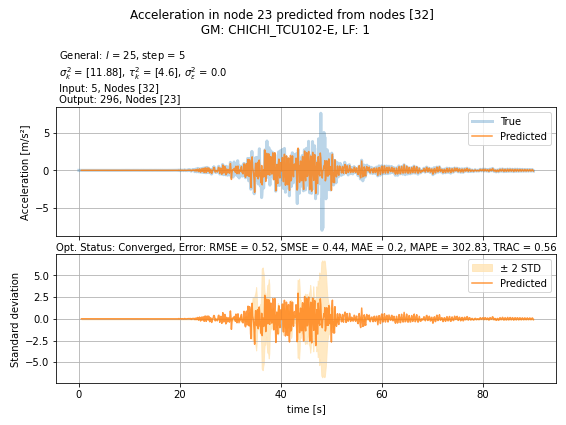 Acceleration in node 23 predicted from nodes [32]
GM: CHICHI_TCU102-E, LF: 1
General: l = 25, step = 5
σ²ₖ = [11.88], τ²ₖ = [4.6], σ²ε = 0.0
Input: 5, Nodes [32]
Output: 296, Nodes [23]
Acceleration [m/s²]
5
0
−5
True
Predicted
Opt. Status: Converged, Error: RMSE = 0.52, SMSE = 0.44, MAE = 0.2, MAPE = 302.83, TRAC = 0.56
Standard deviation
5.0
2.5
0.0
−2.5
−5.0
± 2 STD
Predicted
0 20 40 60 80
time [s]